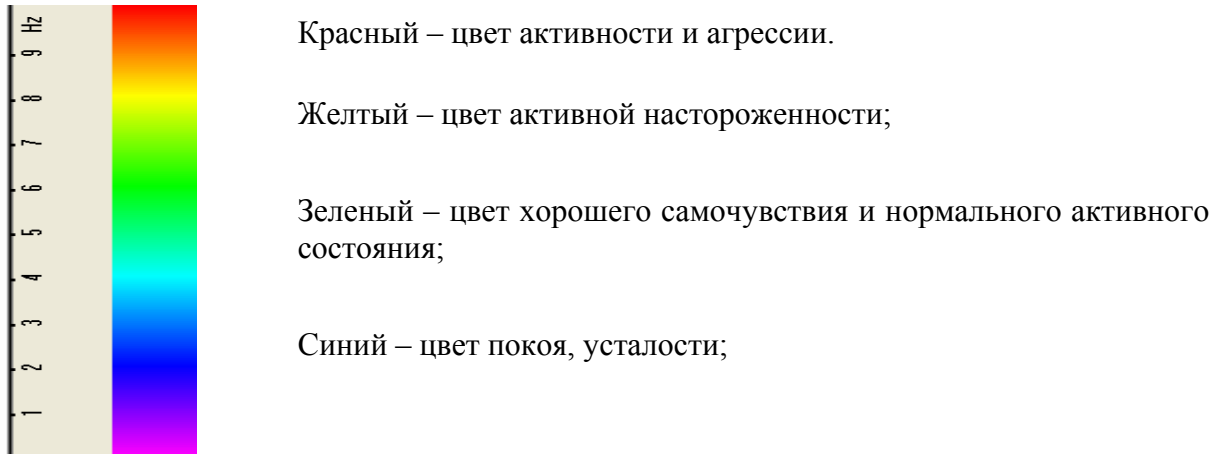 Hz
9
8
7
6
5
4
3
2
1
Красный – цвет активности и агрессии.
Желтый – цвет активной настороженности;
Зеленый – цвет хорошего самочувствия и нормального активного
состояния;
Синий – цвет покоя, усталости;